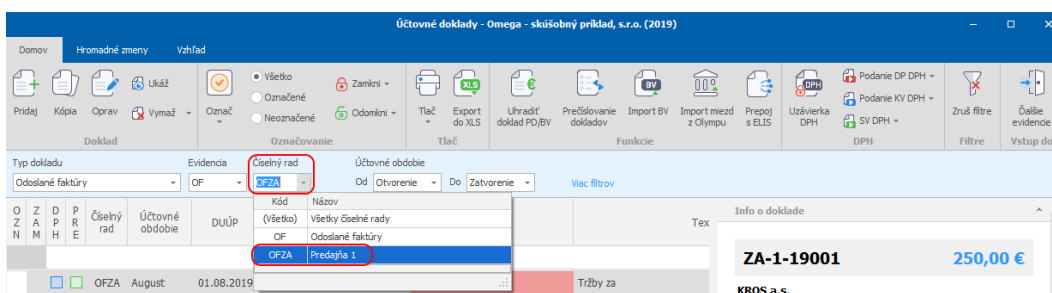 Účtovné doklady - Omega - skúšobný príklad, s.r.o. (2019)
Domov Hromadné zmeny Vzhľad
Pridaj Kópia Oprav Ukáž Vymaž
Označ Všetko Označené Neoznačené Zamkni Odomkni
Tlač Export do XLS
Uhradiť doklad PD/BV Prečíslovanie dokladov Import BV Import miezd z Olympu Prepoj s ELIS
Uzávierka DPH Podanie DP DPH Podanie KV DPH SV DPH
Zruš filtre Ďalšie evidencie
Doklad Označovanie Tlač Funkcie DPH Filtre Vstup do
Typ dokladu Evidencia Číselný rad Účtovné obdobie
Odoslané faktúry OF OFZA Od Otvorenie Do Zatvorenie Viac filtrov
Kód Názov
(Všetko) Všetky číselné rady
OF Odoslané faktúry
OFZA Predajňa 1
OZN ZAM DPH PRE Číselný rad Účtovné obdobie DUÚP Tex
OFZA August 01.08.2019 Tržby za
Info o doklade
ZA-1-19001 250,00 €
KROS a.s.